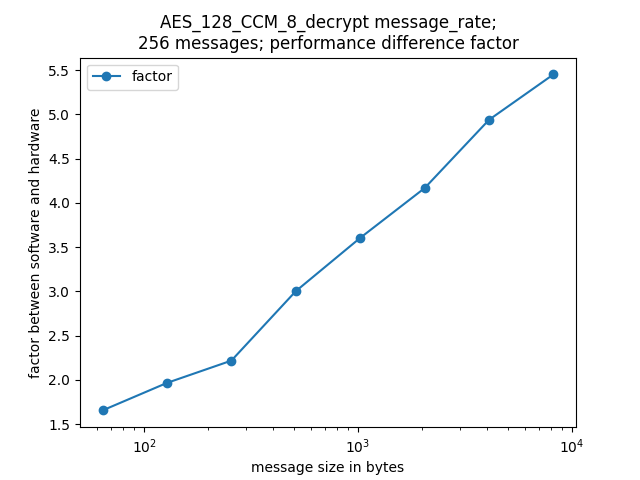 AES_128_CCM_8_decrypt message_rate;
256 messages; performance difference factor
factor
factor between software and hardware
5.5
5.0
4.5
4.0
3.5
3.0
2.5
2.0
1.5
10²
10³
10⁴
message size in bytes